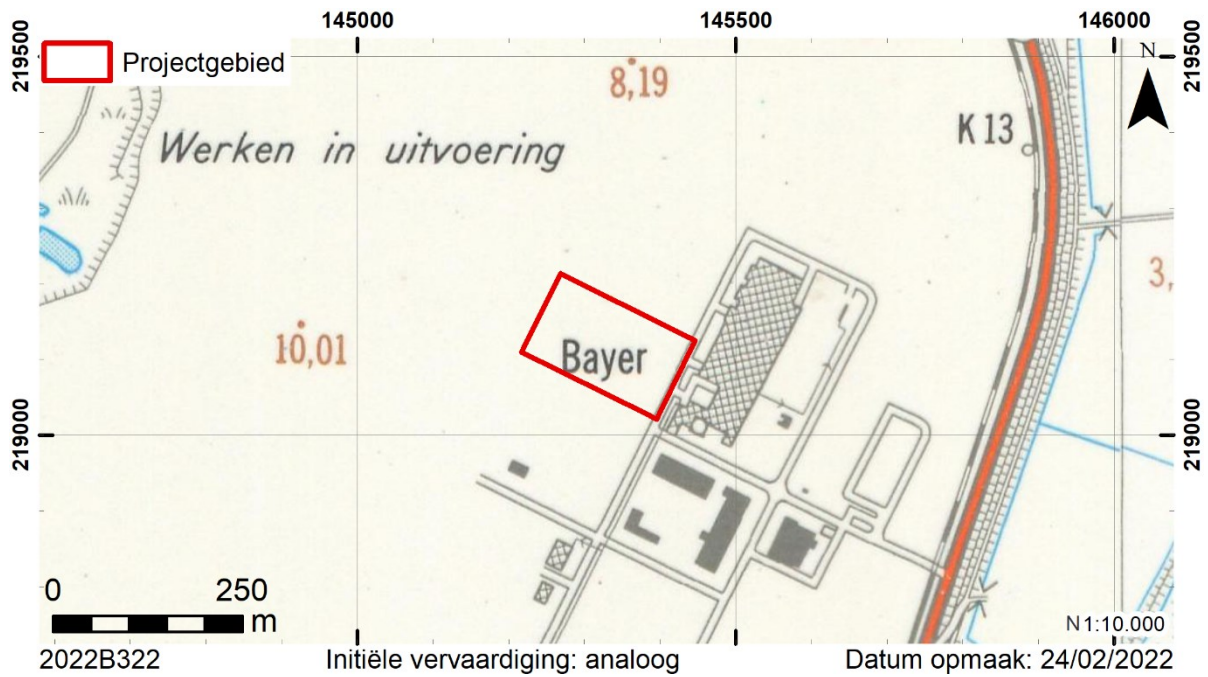 145000 145500 146000
219500 219500
Projectgebied
N
8,19
K 13
Werken in uitvoering
3,
10,01
Bayer
219000 219000
0 250
m
N 1:10.000
2022B322 Initiële vervaardiging: analoog Datum opmaak: 24/02/2022